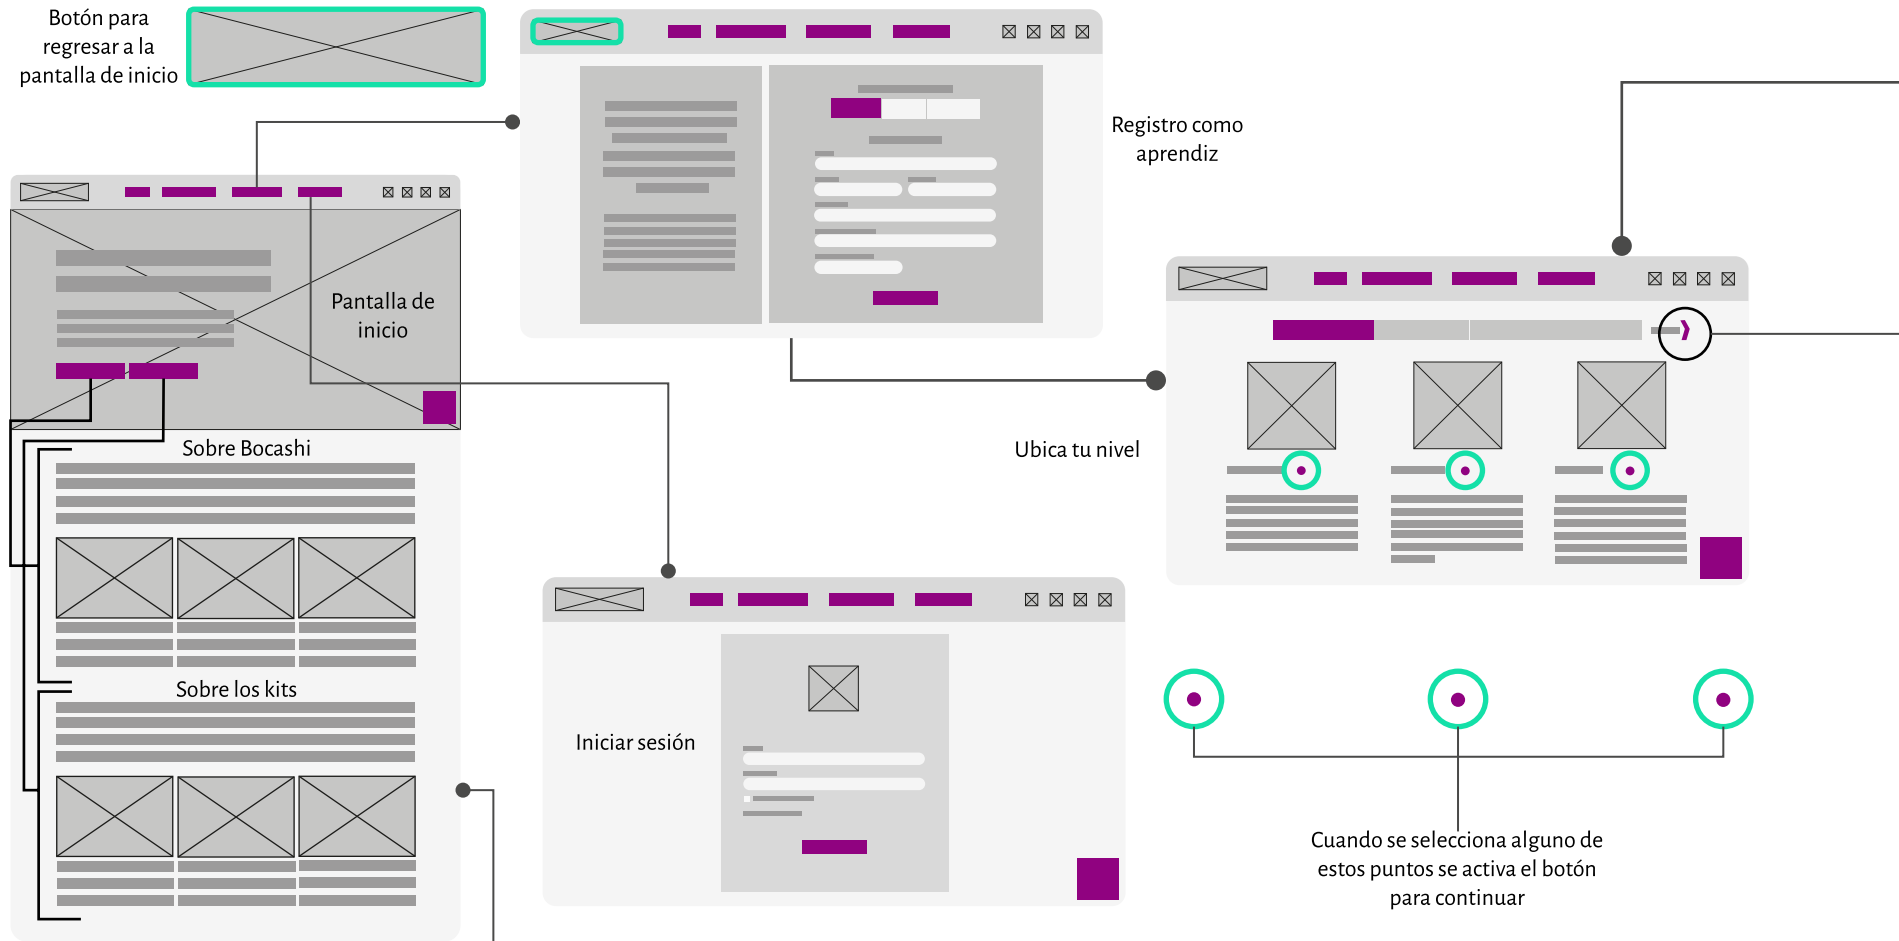 Botón para
regresar a la
pantalla de inicio
Registro como
aprendiz
Pantalla de
inicio
Sobre Bocashi
Ubica tu nivel
Sobre los kits
Iniciar sesión
Cuando se selecciona alguno de
estos puntos se activa el botón
para continuar